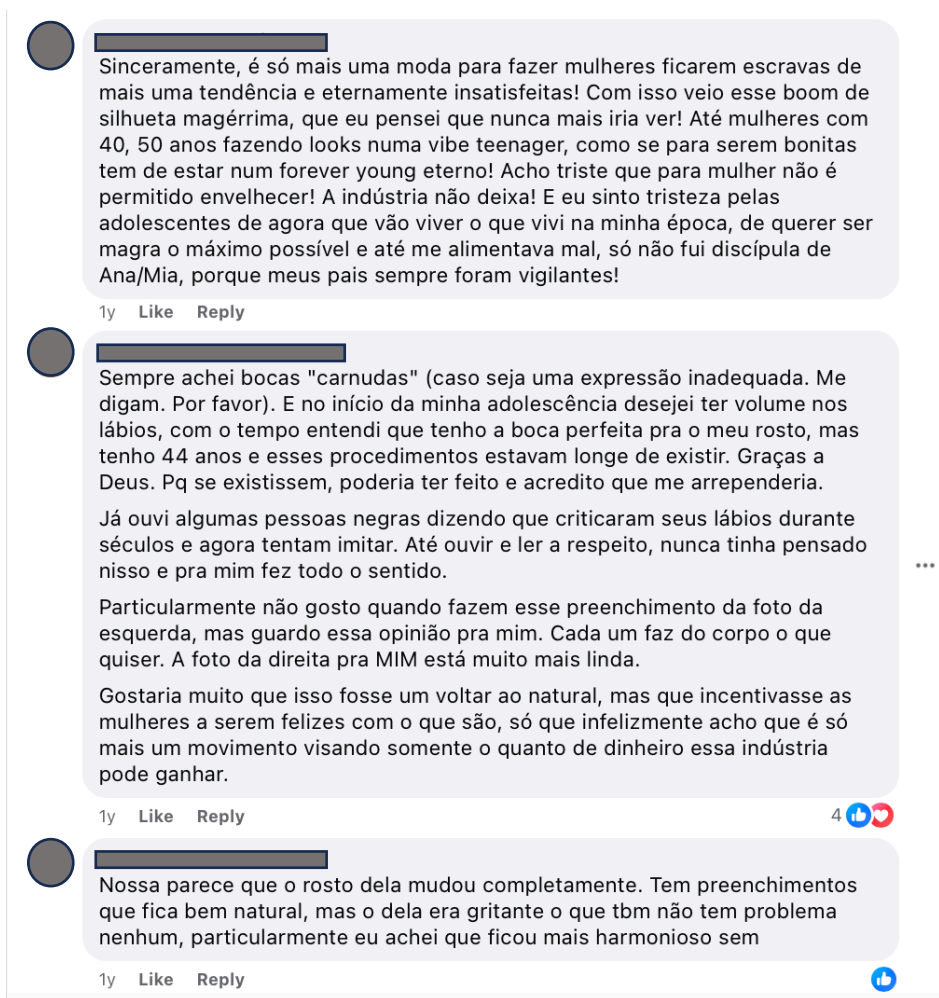 Sinceramente, é só mais uma moda para fazer mulheres ficarem escravas de
mais uma tendência e eternamente insatisfeitas! Com isso veio esse boom de
silhueta magérrima, que eu pensei que nunca mais iria ver! Até mulheres com
40, 50 anos fazendo looks numa vibe teenager, como se para serem bonitas
tem de estar num forever young eterno! Acho triste que para mulher não é
permitido envelhecer! A indústria não deixa! E eu sinto tristeza pelas
adolescentes de agora que vão viver o que vivi na minha época, de querer ser
magra o máximo possível e até me alimentava mal, só não fui discípula de
Ana/Mia, porque meus pais sempre foram vigilantes!
1y Like Reply
Sempre achei bocas "carnudas" (caso seja uma expressão inadequada. Me
digam. Por favor). E no início da minha adolescência desejei ter volume nos
lábios, com o tempo entendi que tenho a boca perfeita pra o meu rosto, mas
tenho 44 anos e esses procedimentos estavam longe de existir. Graças a
Deus. Pq se existissem, poderia ter feito e acredito que me arrependeria.
Já ouvi algumas pessoas negras dizendo que criticaram seus lábios durante
séculos e agora tentam imitar. Até ouvir e ler a respeito, nunca tinha pensado
nisso e pra mim fez todo o sentido.
Particularmente não gosto quando fazem esse preenchimento da foto da
esquerda, mas guardo essa opinião pra mim. Cada um faz do corpo o que
quiser. A foto da direita pra MIM está muito mais linda.
Gostaria muito que isso fosse um voltar ao natural, mas que incentivasse as
mulheres a serem felizes com o que são, só que infelizmente acho que é só
mais um movimento visando somente o quanto de dinheiro essa indústria
pode ganhar.
1y Like Reply 4
Nossa parece que o rosto dela mudou completamente. Tem preenchimentos
que fica bem natural, mas o dela era gritante o que tbm não tem problema
nenhum, particularmente eu achei que ficou mais harmonioso sem
1y Like Reply